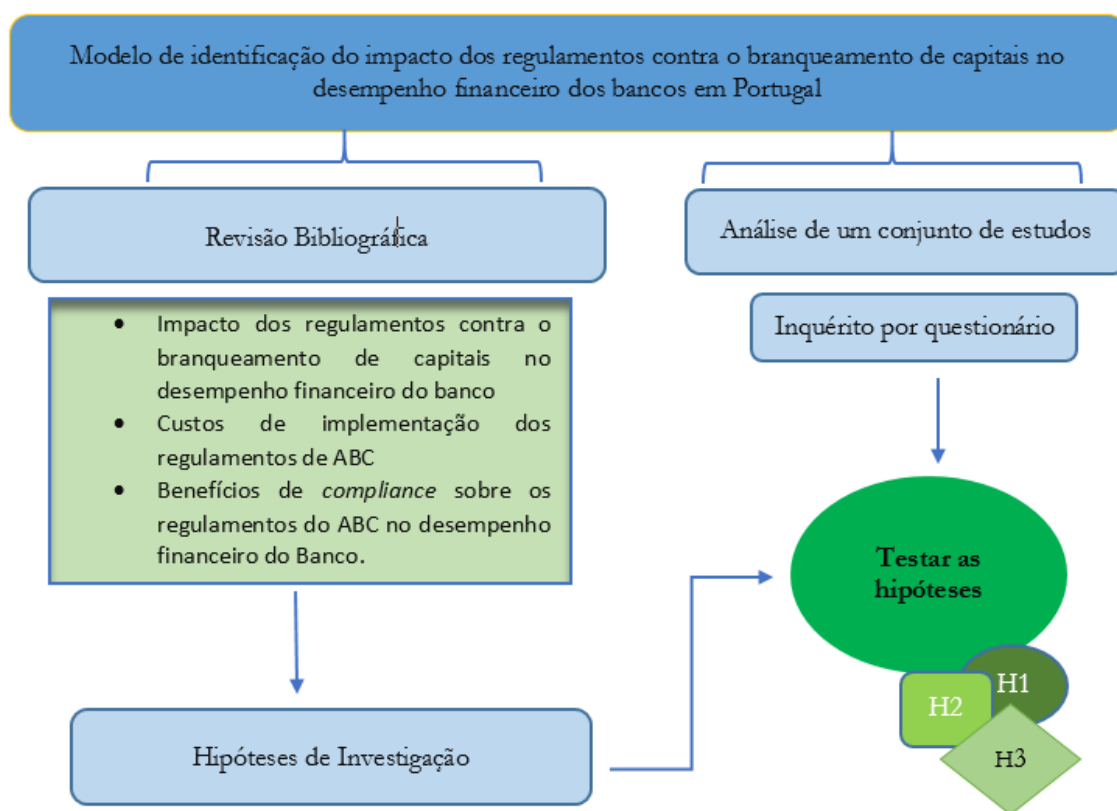 Modelo de identificação do impacto dos regulamentos contra o branqueamento de capitais no
desempenho financeiro dos bancos em Portugal
Revisão Bibliográfica
• Impacto dos regulamentos contra o
branqueamento de capitais no
desempenho financeiro do banco
• Custos de implementação dos
regulamentos de ABC
• Benefícios de compliance sobre os
regulamentos do ABC no desempenho
financeiro do Banco.
Hipóteses de Investigação
Análise de um conjunto de estudos
Inquérito por questionário
Testar as
hipóteses
H1
H2
H3